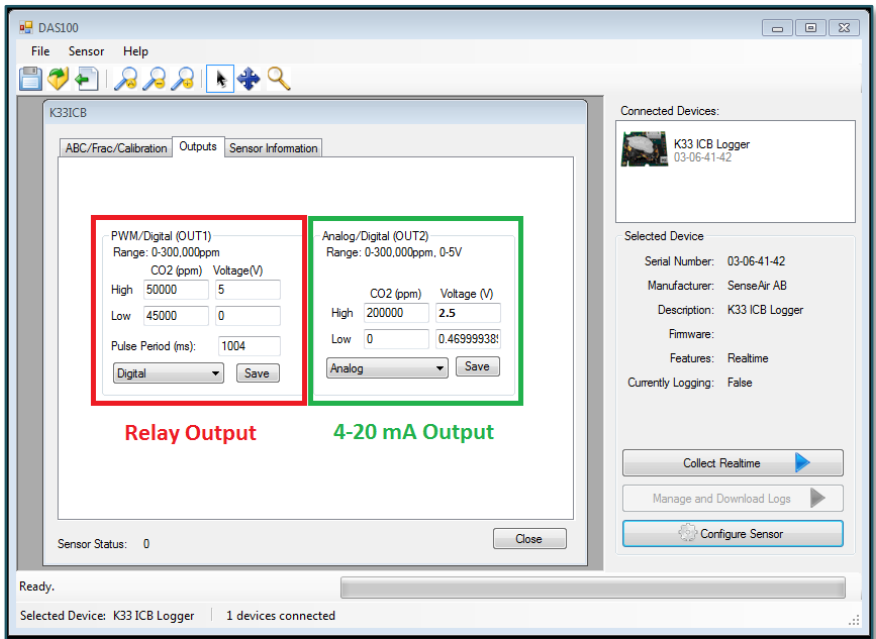 DAS100
File Sensor Help
K33ICB
ABC/Frac/Calibration Outputs Sensor Information
PWM/Digital (OUT1)
Range: 0-300,000ppm
CO2 (ppm) Voltage(V)
High 50000 5
Low 45000 0
Pulse Period (ms): 1004
Digital Save
Analog/Digital (OUT2)
Range: 0-300,000ppm, 0-5V
CO2 (ppm) Voltage (V)
High 200000 2.5
Low 0 0.46999938
Analog Save
Relay Output
4-20 mA Output
Sensor Status: 0
Close
Connected Devices:
K33 ICB Logger
03-06-41-42
Selected Device
Serial Number: 03-06-41-42
Manufacturer: SenseAir AB
Description: K33 ICB Logger
Firmware:
Features: Realtime
Currently Logging: False
Collect Realtime
Manage and Download Logs
Configure Sensor
Ready.
Selected Device: K33 ICB Logger 1 devices connected